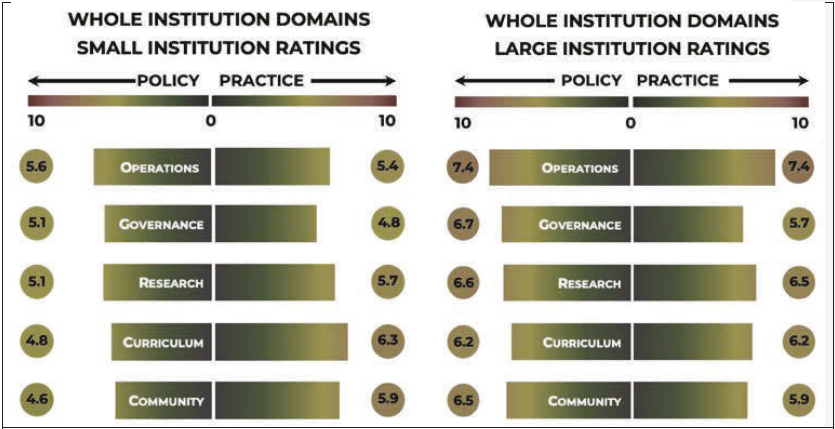 WHOLE INSTITUTION DOMAINS
SMALL INSTITUTION RATINGS
POLICY PRACTICE
10 0 10
5.6 OPERATIONS 5.4
5.1 GOVERNANCE 4.8
5.1 RESEARCH 5.7
4.8 CURRICULUM 6.3
4.6 COMMUNITY 5.9
WHOLE INSTITUTION DOMAINS
LARGE INSTITUTION RATINGS
POLICY PRACTICE
10 0 10
7.4 OPERATIONS 7.4
6.7 GOVERNANCE 5.7
6.6 RESEARCH 6.5
6.2 CURRICULUM 6.2
6.5 COMMUNITY 5.9